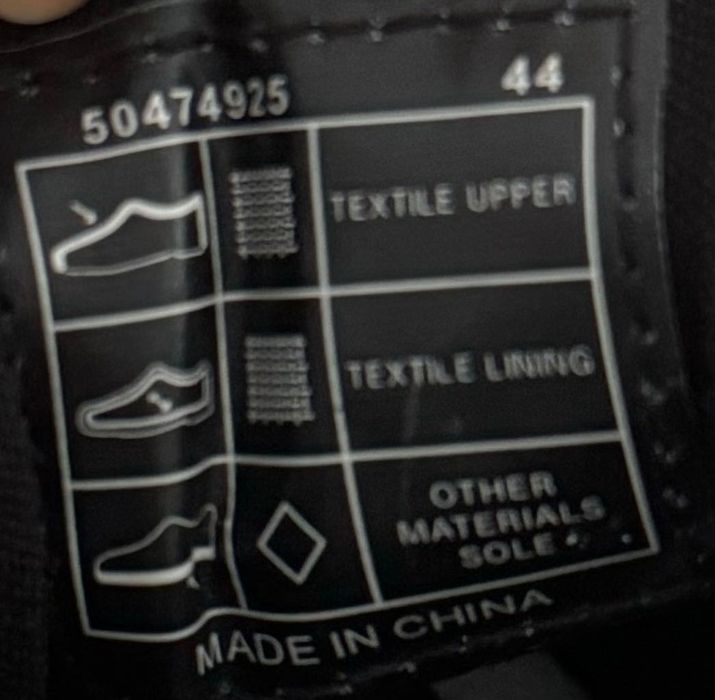 50474925 44
TEXTILE UPPER
TEXTILE LINING
OTHER
MATERIALS
SOLE
MADE IN CHINA